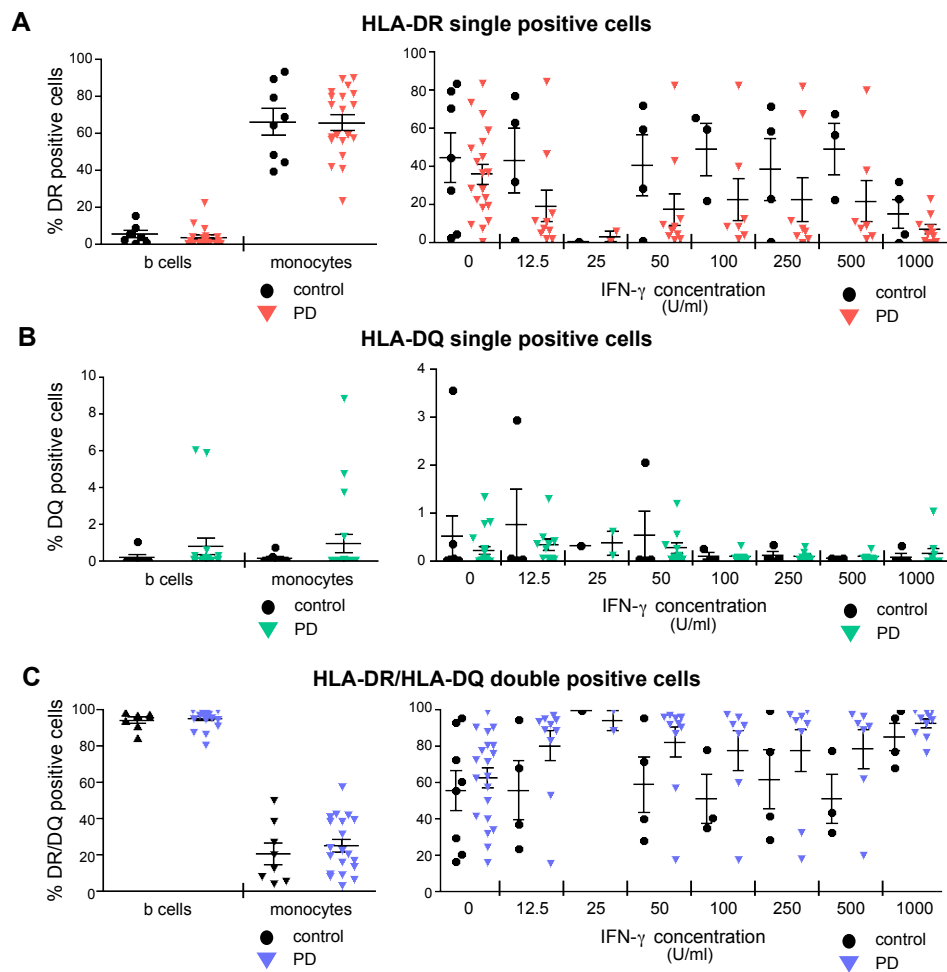 A
HLA-DR single positive cells
% DR positive cells
100
80
60
40
20
0
b cells
monocytes
control
PD
100
80
60
40
20
0
0
12.5
25
50
100
250
500
1000
IFN-γ concentration
(U/ml)
control
PD
B
HLA-DQ single positive cells
% DQ positive cells
10
8
6
4
2
0
b cells
monocytes
control
PD
4
3
2
1
0
0
12.5
25
50
100
250
500
1000
IFN-γ concentration
(U/ml)
control
PD
C
HLA-DR/HLA-DQ double positive cells
% DR/DQ positive cells
100
80
60
40
20
0
b cells
monocytes
control
PD
100
80
60
40
20
0
0
12.5
25
50
100
250
500
1000
IFN-γ concentration
(U/ml)
control
PD